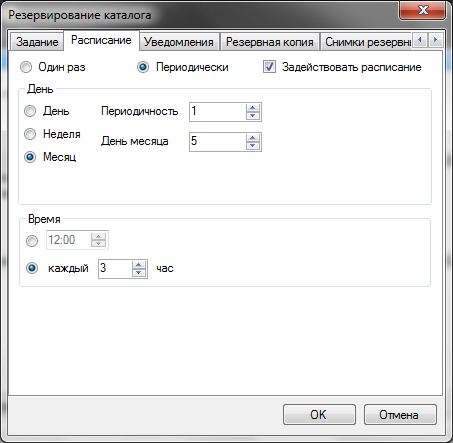 Резервирование каталога
Задание Расписание Уведомления Резервная копия Снимки резервн
Один раз Периодически Задействовать расписание
День
День Периодичность 1
Неделя
День месяца 5
Месяц
Время
12:00
каждый 3 час
OK Отмена